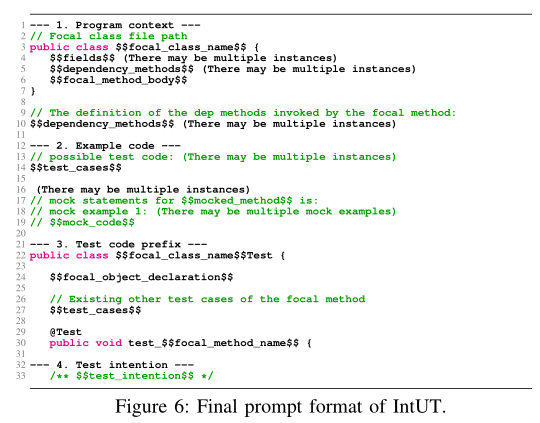 1 --- 1. Program context ---
2 // Focal class file path
3 public class $$focal_class_name$$ {
4 $$fields$$ (There may be multiple instances)
5 $$dependency_methods$$ (There may be multiple instances)
6 $$focal_method_body$$
7 }
8
9 // The definition of the dep methods invoked by the focal method:
10 $$dependency_methods$$ (There may be multiple instances)
11
12 --- 2. Example code ---
13 // possible test code: (There may be multiple instances)
14 $$test_cases$$
15
16 (There may be multiple instances)
17 // mock statements for $$mocked_method$$ is:
18 // mock example 1: (There may be multiple mock examples)
19 // $$mock_code$$
20
21 --- 3. Test code prefix ---
22 public class $$focal_class_name$$Test {
23
24 $$focal_object_declaration$$
25
26 // Existing other test cases of the focal method
27 $$test_cases$$
28
29 @Test
30 public void test_$$focal_method_name$$ {
31
32 --- 4. Test intention ---
33 /** $$test_intention$$ */
Figure 6: Final prompt format of IntUT.